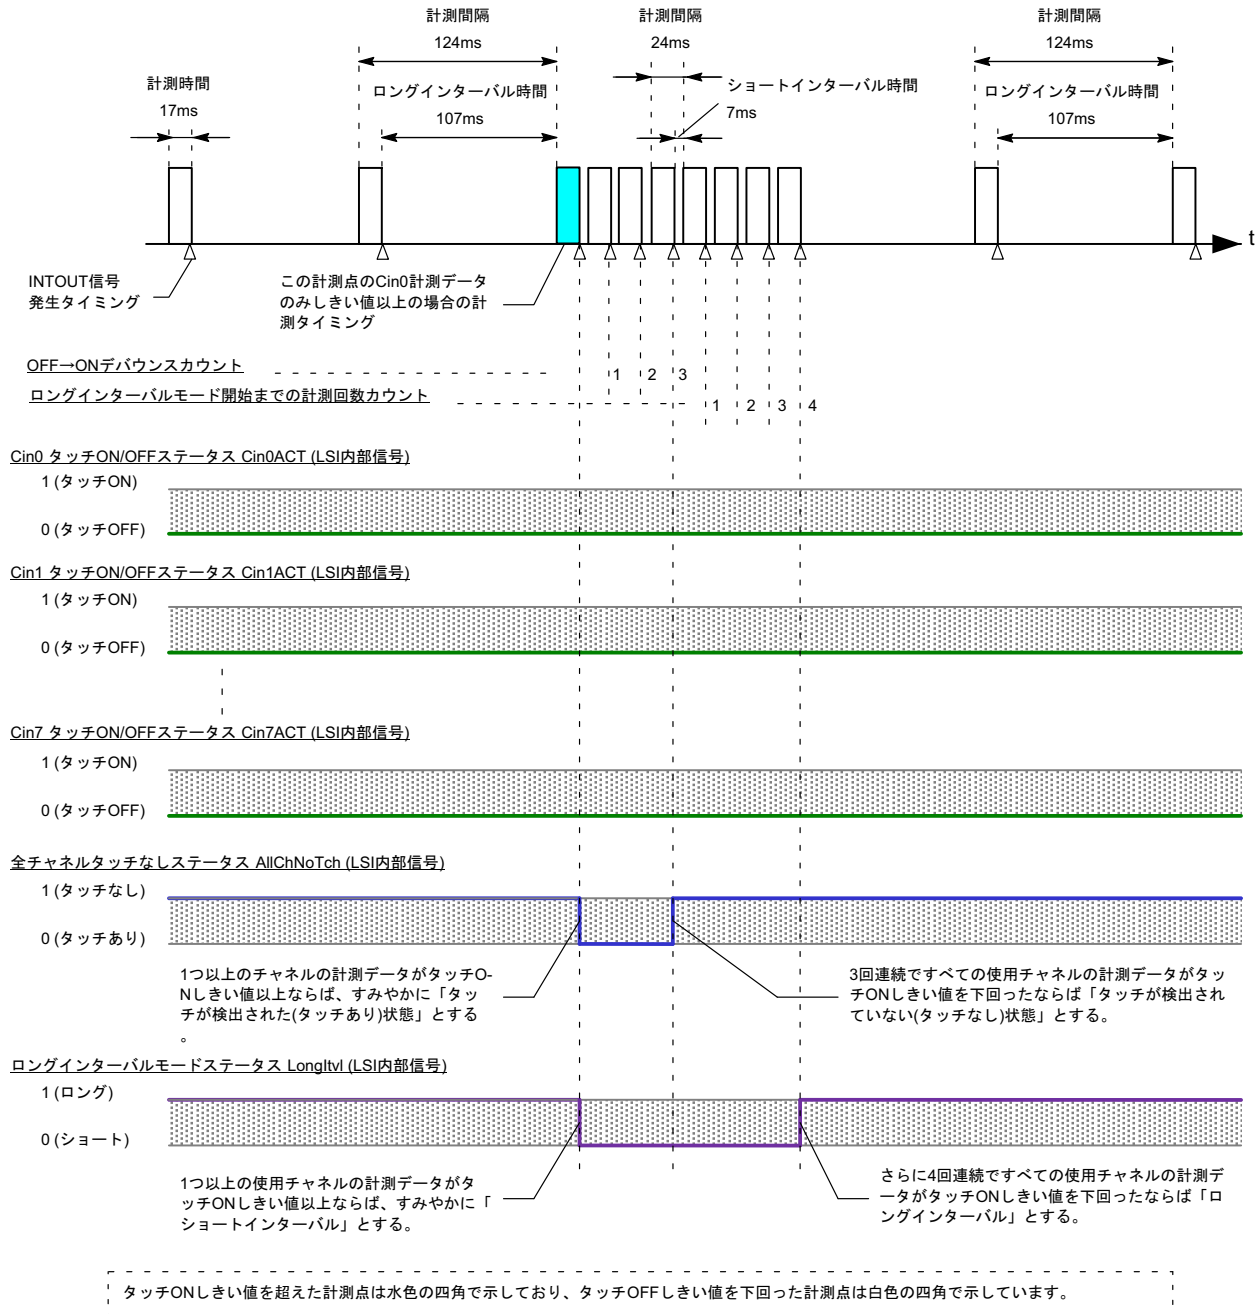 計測間隔
124ms
計測間隔
24ms
計測間隔
124ms
計測時間
17ms
ロングインターバル時間
107ms
ショートインターバル時間
7ms
ロングインターバル時間
107ms
t
INTOUT信号
発生タイミング
この計測点のCin0計測データ
のみしきい値以上の場合の計
測タイミング
OFF→ONデバウンスカウント
1 2 3
ロングインターバルモード開始までの計測回数カウント
1 2 3 4
Cin0 タッチON/OFFステータス Cin0ACT (LSI内部信号)
1 (タッチON)
0 (タッチOFF)
Cin1 タッチON/OFFステータス Cin1ACT (LSI内部信号)
1 (タッチON)
0 (タッチOFF)
Cin7 タッチON/OFFステータス Cin7ACT (LSI内部信号)
1 (タッチON)
0 (タッチOFF)
全チャネルタッチなしステータス AllChNoTch (LSI内部信号)
1 (タッチなし)
0 (タッチあり)
1つ以上のチャネルの計測データがタッチO-
Nしきい値以上ならば、すみやかに「タッ
チが検出された(タッチあり)状態」とする
。
3回連続ですべての使用チャネルの計測データがタッ
チONしきい値を下回ったならば「タッチが検出され
ていない(タッチなし)状態」とする。
ロングインターバルモードステータス LongItvl (LSI内部信号)
1 (ロング)
0 (ショート)
1つ以上の使用チャネルの計測データがタ
ッチONしきい値以上ならば、すみやかに「
ショートインターバル」とする。
さらに4回連続ですべての使用チャネルの計測デ
ータがタッチONしきい値を下回ったならば「ロ
ングインターバル」とする。
タッチONしきい値を超えた計測点は水色の四角で示しており、タッチOFFしきい値を下回った計測点は白色の四角で示しています。